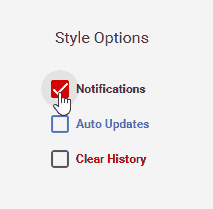 Style Options
Notifications
Auto Updates
Clear History